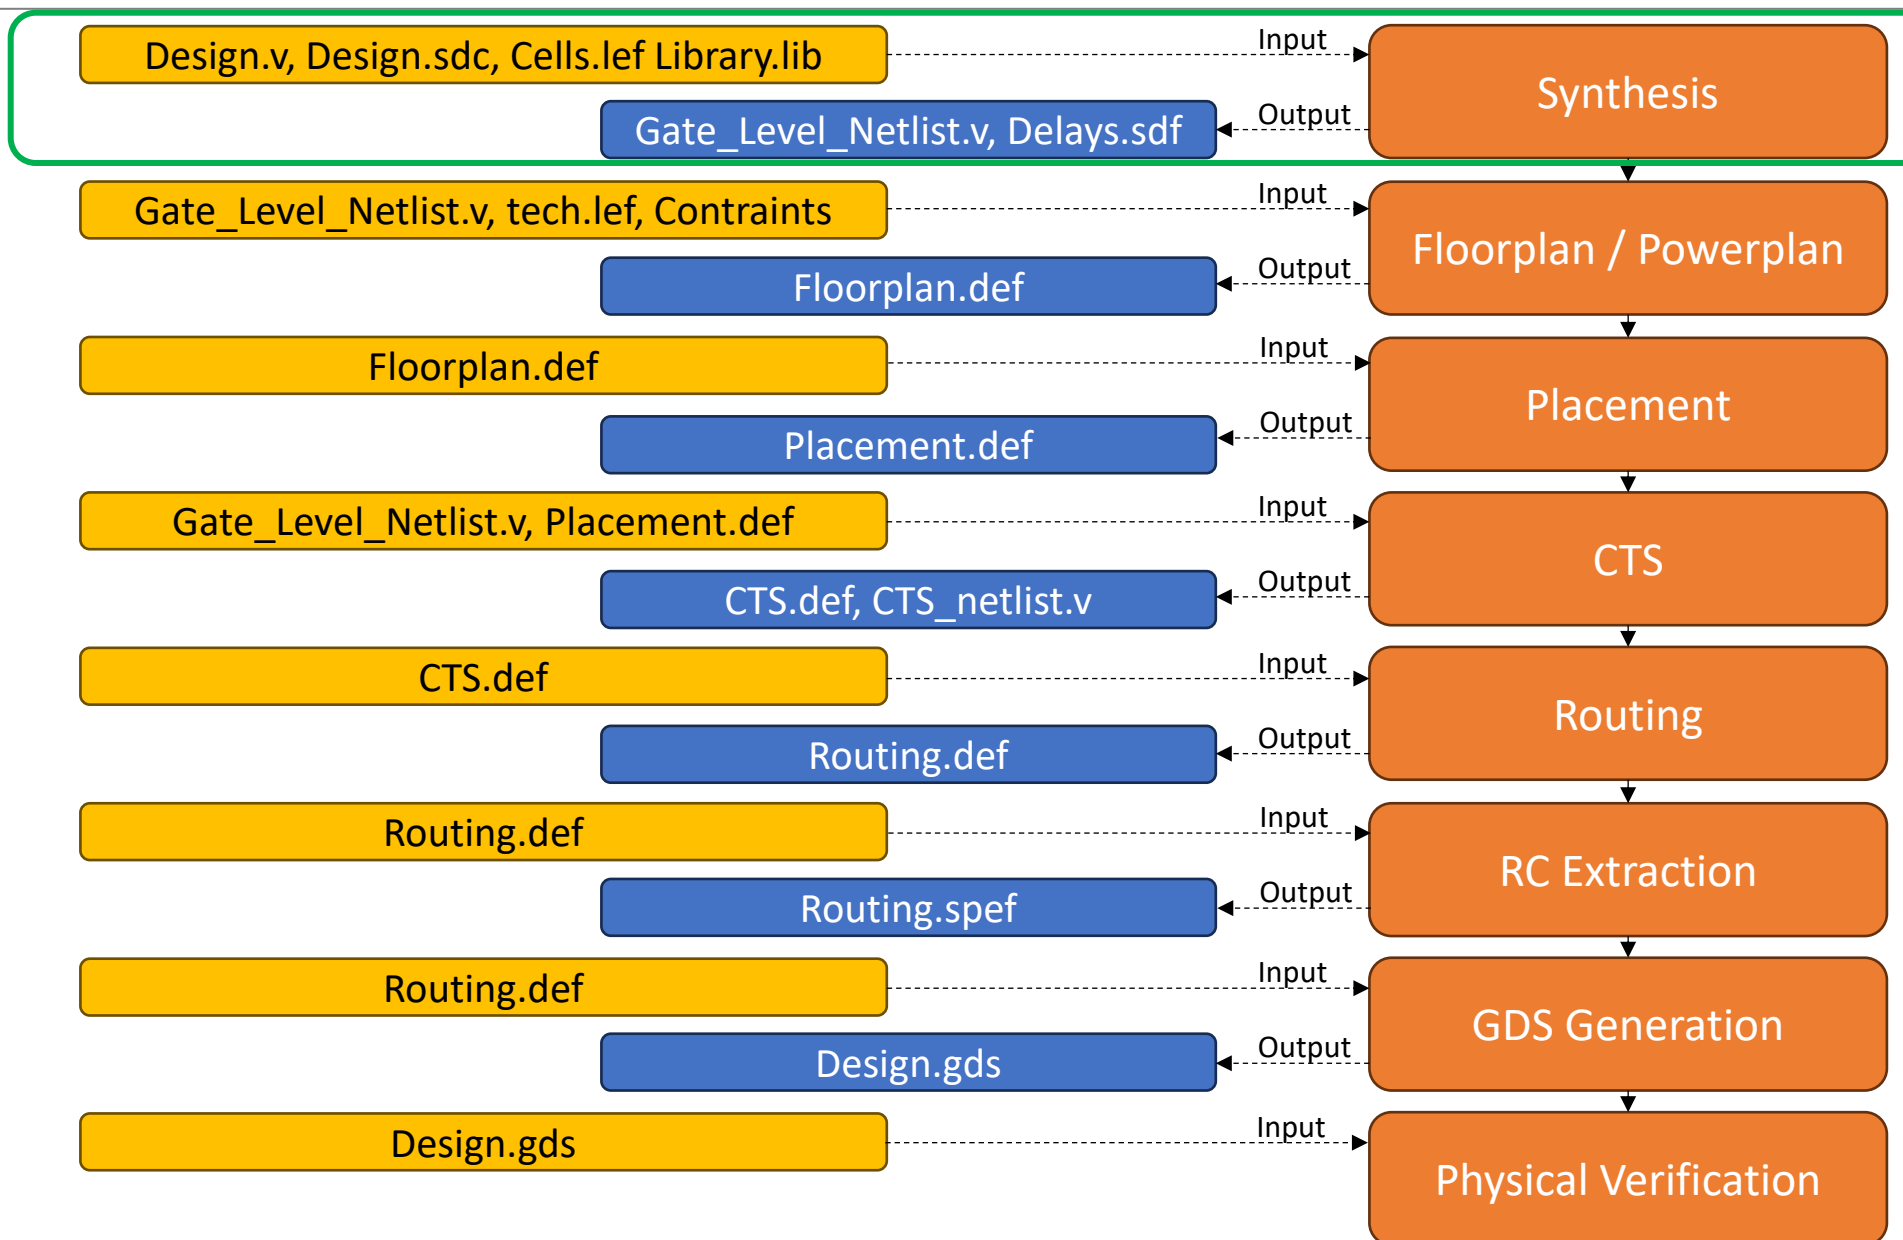 Design.v, Design.sdc, Cells.lef Library.lib
Input
Synthesis
Gate_Level_Netlist.v, Delays.sdf
Output
Gate_Level_Netlist.v, tech.lef, Contraints
Input
Floorplan / Powerplan
Floorplan.def
Output
Floorplan.def
Input
Placement
Placement.def
Output
Gate_Level_Netlist.v, Placement.def
Input
CTS
CTS.def, CTS_netlist.v
Output
CTS.def
Input
Routing
Routing.def
Output
Routing.def
Input
RC Extraction
Routing.spef
Output
Routing.def
Input
GDS Generation
Design.gds
Output
Design.gds
Input
Physical Verification